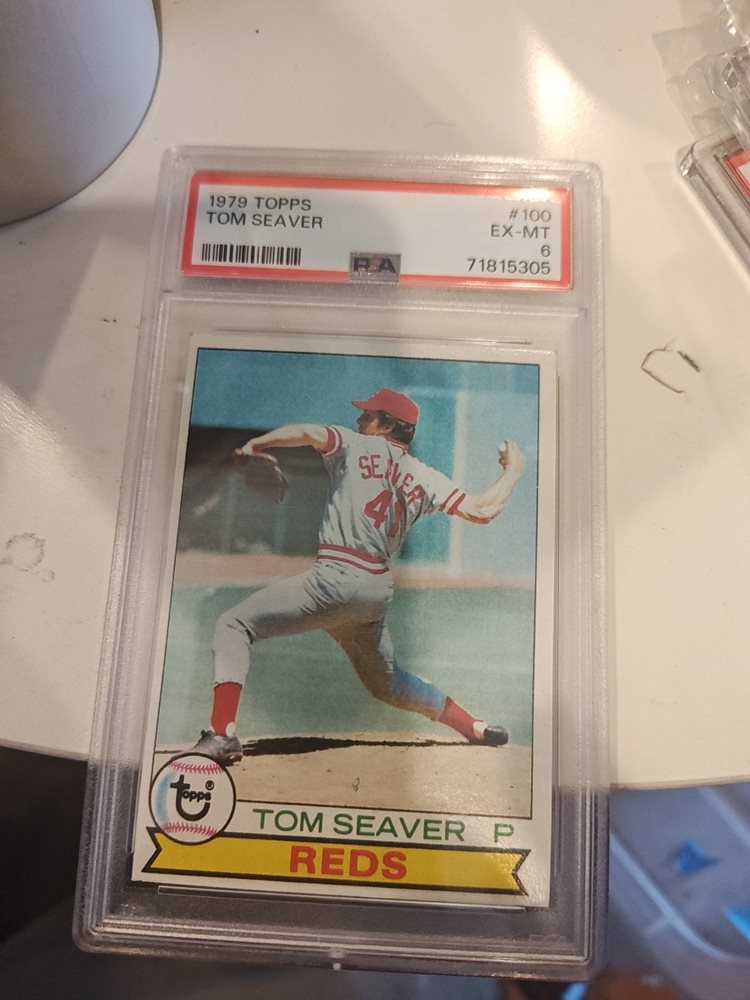 1979 TOPPS #100
TOM SEAVER EX-MT
6
71815305
PSA
SEAVER
41
topps®
TOM SEAVER P
REDS